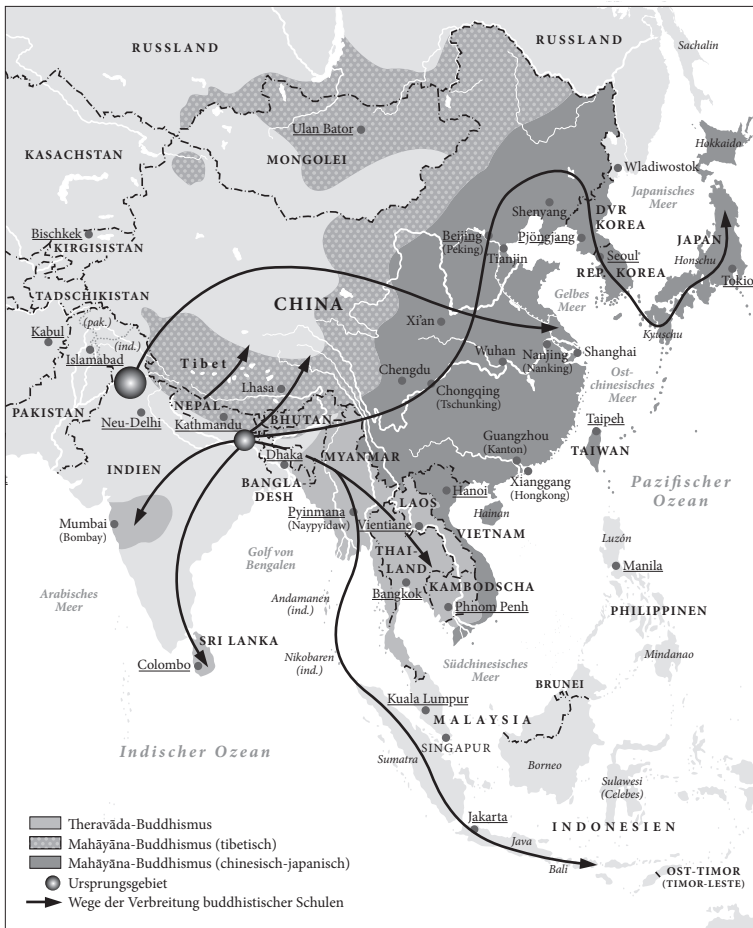 RUSSLAND
RUSSLAND
Sachalin
Ulan Bator
MONGOLEI
KASACHSTAN
Hokkaido
Wladiwostok
Japanisches
Meer
Bischkek
KIRGISISTAN
Shenyang
DVR
KOREA
Beijing
(Peking)
Pjöngjang
Tianjin
JAPAN
Honschu
Seoul
REP. KOREA
Tokio
TADSCHIKISTAN
CHINA
Gelbes
Meer
Kyuschu
(pak.)
(ind.)
Kabul
Islamabad
Xi'an
Tibet
Wuhan
Nanjing
(Nanking)
Shanghai
Lhasa
Chengdu
Chongqing
(Tschunking)
Ost-
chinesisches
Meer
PAKISTAN
Neu-Delhi
NEPAL
Kathmandu
BHUTAN
Taipeh
TAIWAN
Guangzhou
(Kanton)
Xianggang
(Hongkong)
INDIEN
Dhaka
BANGLA-
DESH
MYANMAR
Pazifischer
Ozean
LAOS
Hanoi
Hainan
Pyinmana
(Naypyidaw)
Vientiane
VIETNAM
Mumbai
(Bombay)
Golf von
Bengalen
THAI-
LAND
Bangkok
KAMBODSCHA
Phnom Penh
Luzón
Manila
Arabisches
Meer
Andamanen
(ind.)
PHILIPPINEN
SRI LANKA
Colombo
Nikobaren
(ind.)
Südchinesisches
Meer
Mindanao
BRUNEI
Kuala Lumpur
MALAYSIA
SINGAPUR
Indischer Ozean
Sumatra
Borneo
Sulawesi
(Celebes)
Jakarta
Java
INDONESIEN
Bali
OST-TIMOR
(TIMOR-LESTE)
Theravāda-Buddhismus
Mahāyāna-Buddhismus (tibetisch)
Mahāyāna-Buddhismus (chinesisch-japanisch)
Ursprungsgebiet
Wege der Verbreitung buddhistischer Schulen